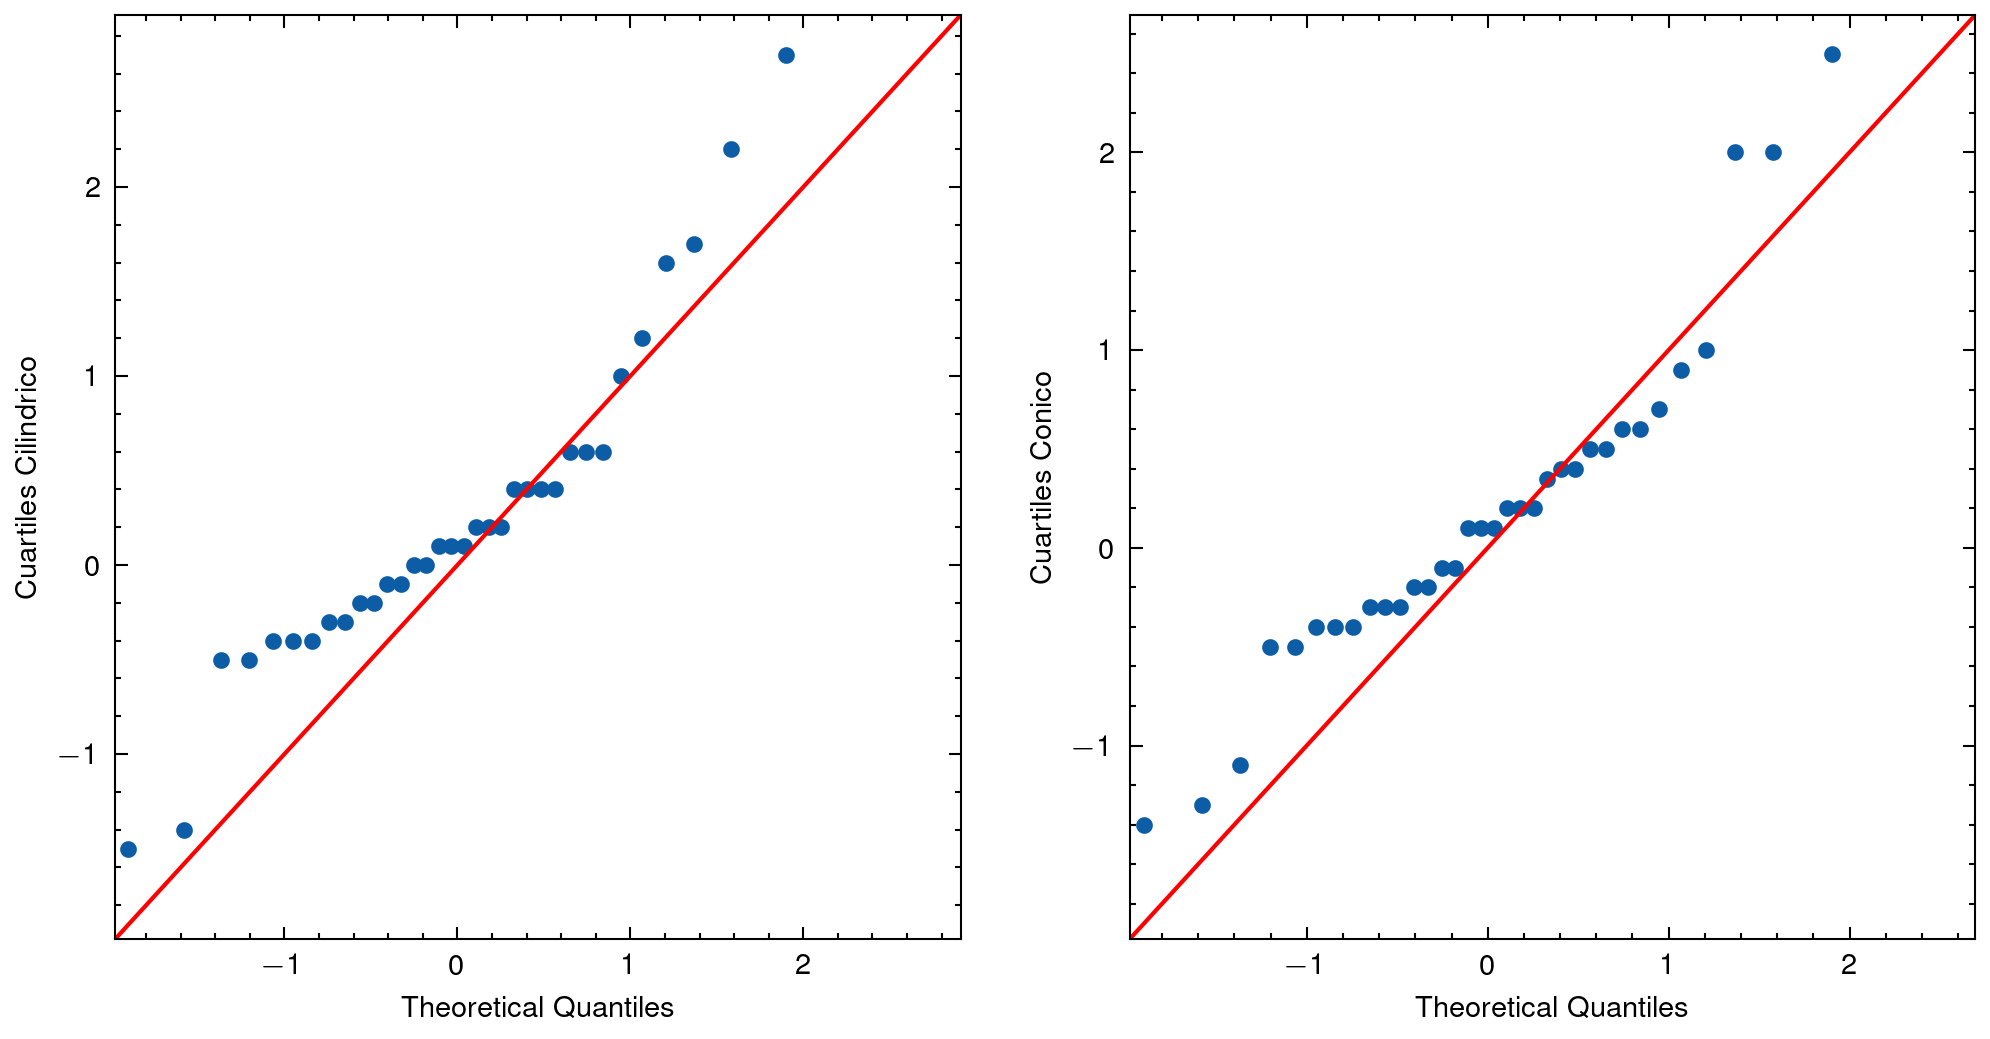 Cuartiles Cilindrico
2
1
0
−1
−1 0 1 2
Theoretical Quantiles
Cuartiles Conico
2
1
0
−1
−1 0 1 2
Theoretical Quantiles